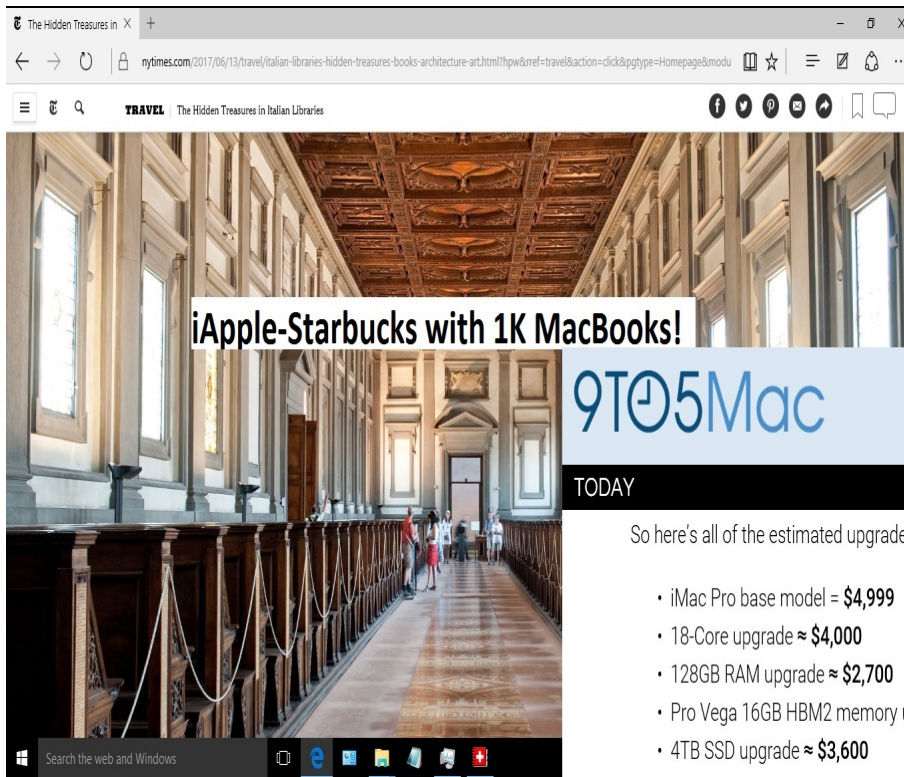 The Hidden Treasures in
nytimes.com/2017/06/13/travel/italian-libraries-hidden-treasures-books-architecture-art.html?hpw&rref=travel&action=click&pgtype=Homepage&modu
TRAVEL | The Hidden Treasures in Italian Libraries
iApple-Starbucks with 1K MacBooks!
9TO5Mac
TODAY
So here's all of the estimated upgrade
• iMac Pro base model = $4,999
• 18-Core upgrade ≈ $4,000
• 128GB RAM upgrade ≈ $2,700
• Pro Vega 16GB HBM2 memory u
• 4TB SSD upgrade ≈ $3,600
Search the web and Windows